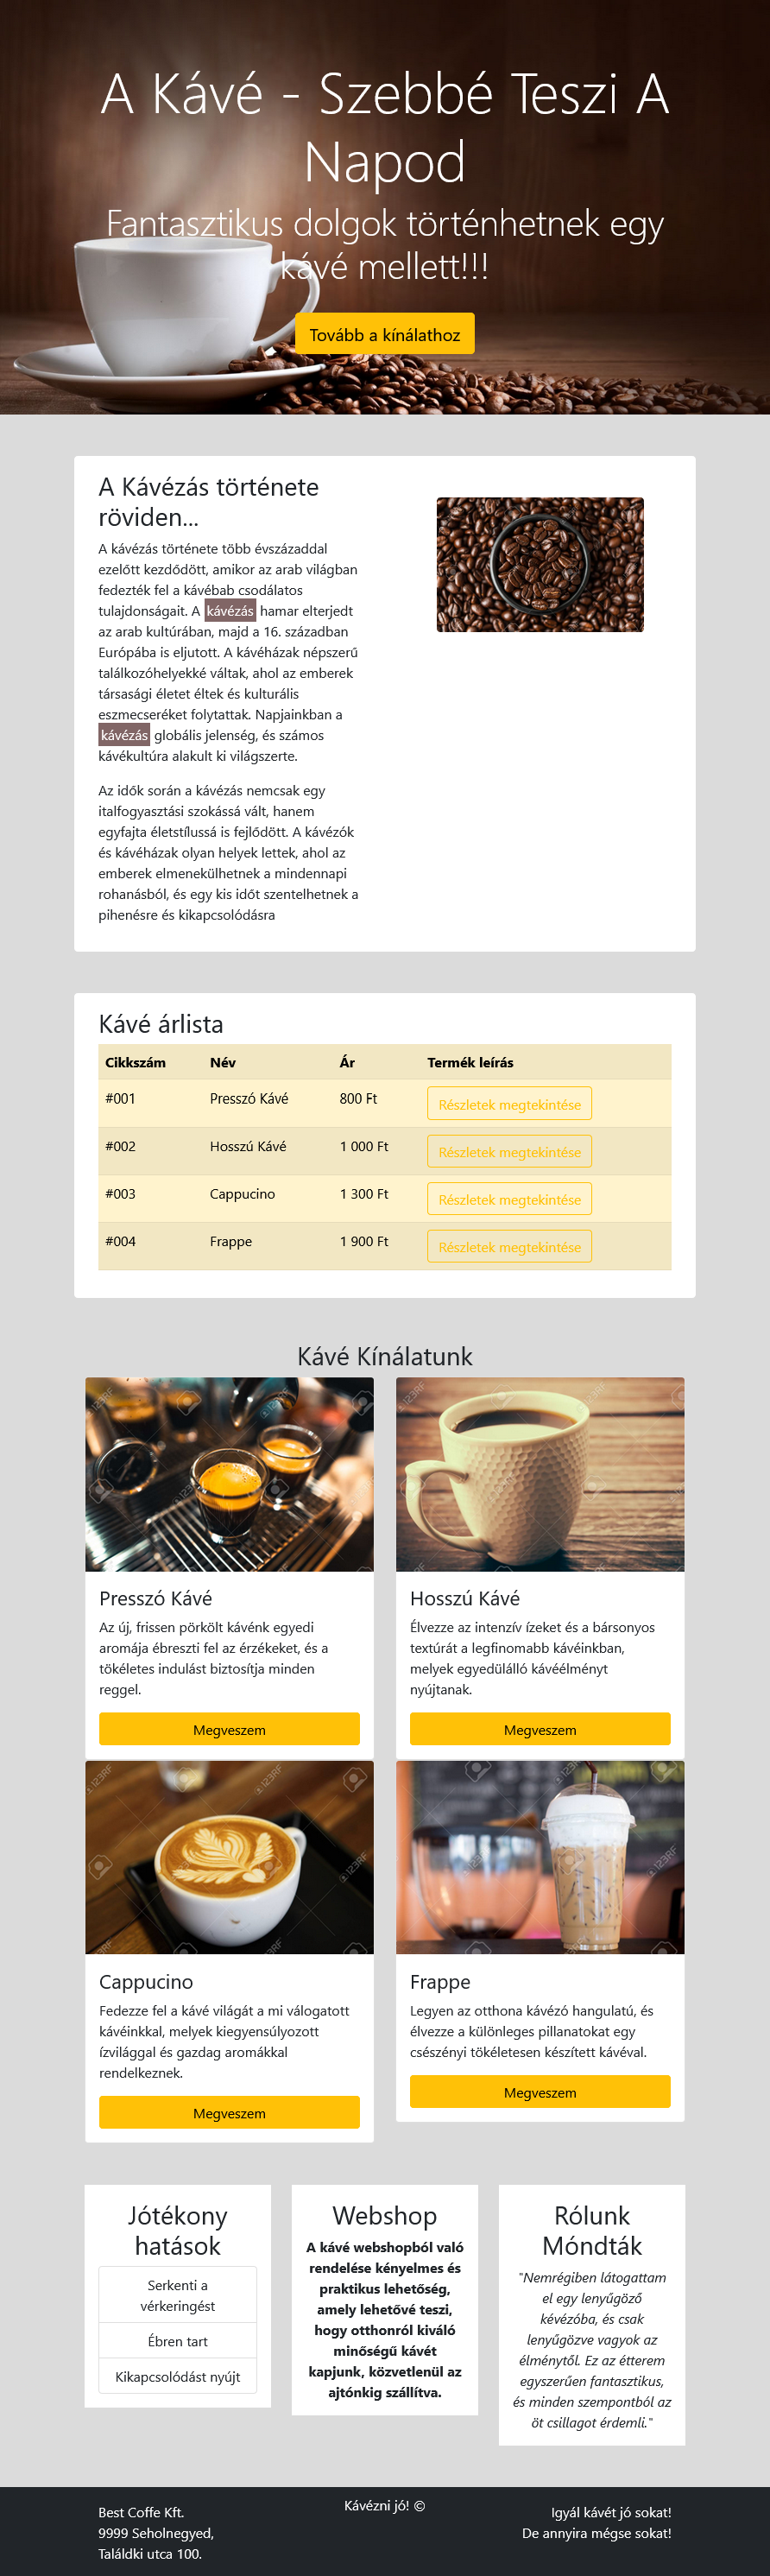 A Kávé - Szebbé Teszi A
Napod
Fantasztikus dolgok történhetnek egy
kávé mellett!!!
Tovább a kínálathoz
A Kávézás története
röviden...
A kávézás története több évszázaddal
ezelőtt kezdődött, amikor az arab világban
fedezték fel a kávébab csodálatos
tulajdonságait. A kávézás hamar elterjedt
az arab kultúrában, majd a 16. században
Európába is eljutott. A kávéházak népszerű
találkozóhelyekké váltak, ahol az emberek
társasági életet éltek és kulturális
eszmecseréket folytattak. Napjainkban a
kávézás globális jelenség, és számos
kávékultúra alakult ki világszerte.
Az idők során a kávézás nemcsak egy
italfogyasztási szokássá vált, hanem
egyfajta életstílussá is fejlődött. A kávézók
és kávéházak olyan helyek lettek, ahol az
emberek elmenekülhetnek a mindennapi
rohanásból, és egy kis időt szentelhetnek a
pihenésre és kikapcsolódásra
Kávé árlista
Cikkszám Név Ár Termék leírás
#001 Presszó Kávé 800 Ft Részletek megtekintése
#002 Hosszú Kávé 1 000 Ft Részletek megtekintése
#003 Cappucino 1 300 Ft Részletek megtekintése
#004 Frappe 1 900 Ft Részletek megtekintése
Kávé Kínálatunk
Presszó Kávé
Az új, frissen pörkölt kávénk egyedi
aromája ébreszti fel az érzékeket, és a
tökéletes indulást biztosítja minden
reggel.
Megveszem
Hosszú Kávé
Élvezze az intenzív ízeket és a bársonyos
textúrát a legfinomabb kávéinkban,
melyek egyedülálló kávéélményt
nyújtanak.
Megveszem
Cappucino
Fedezze fel a kávé világát a mi válogatott
kávéinkkal, melyek kiegyensúlyozott
ízvilággal és gazdag aromákkal
rendelkeznek.
Megveszem
Frappe
Legyen az otthona kávézó hangulatú, és
élvezze a különleges pillanatokat egy
csészényi tökéletesen készített kávéval.
Megveszem
Jótékony
hatások
Serkenti a
vérkeringést
Ébren tart
Kikapcsolódást nyújt
Webshop
A kávé webshopból való
rendelése kényelmes és
praktikus lehetőség,
amely lehetővé teszi,
hogy otthonról kiváló
minőségű kávét
kapjunk, közvetlenül az
ajtónkig szállítva.
Rólunk
Móndták
"Nemrégiben látogattam
el egy lenyűgöző
kévézóba, és csak
lenyűgözve vagyok az
élménytől. Ez az étterem
egyszerűen fantasztikus,
és minden szempontból az
öt csillagot érdemli."
Best Coffe Kft.
9999 Seholnegyed,
Találdki utca 100.
Kávézni jó! ©
Igyál kávét jó sokat!
De annyira mégse sokat!